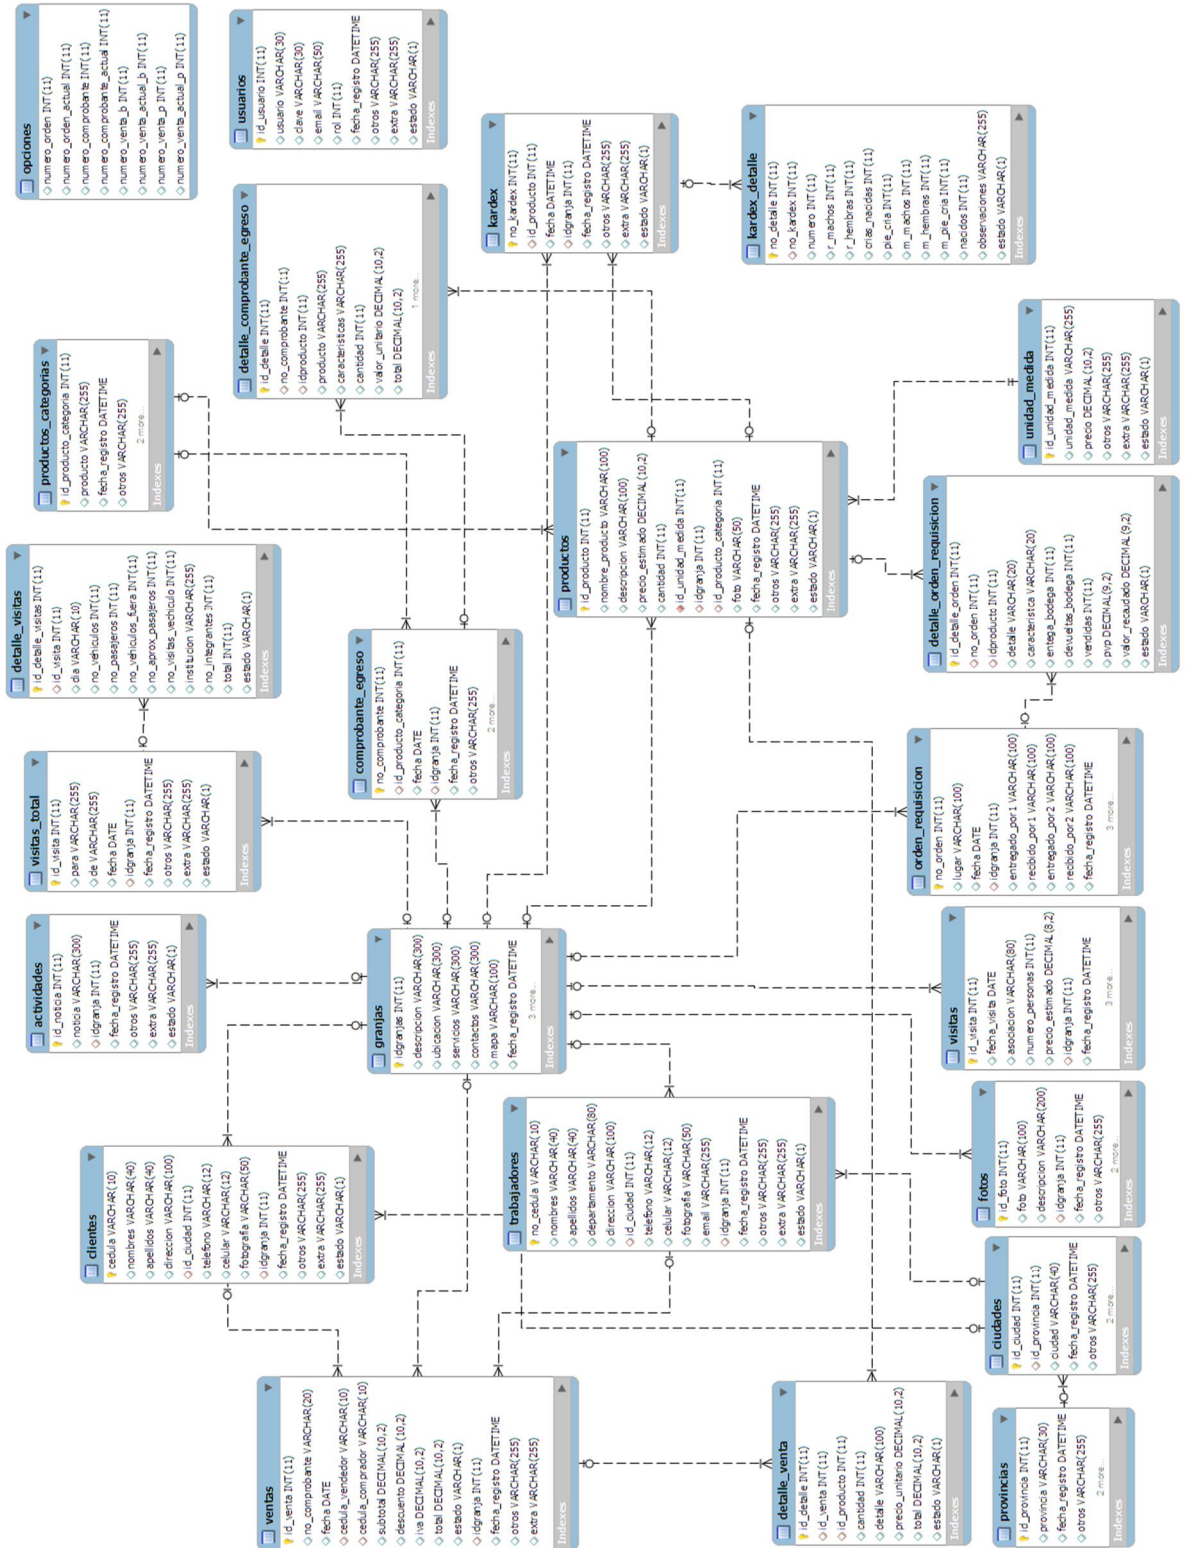 opciones
numero_orden INT(11)
numero_orden_actual INT(11)
numero_comprobante INT(11)
numero_comprobante_actual INT(11)
numero_venta_b INT(11)
numero_venta_actual_b INT(11)
numero_venta_p INT(11)
numero_venta_actual_p INT(11)
usuarios
id_usuario INT(11)
usuario VARCHAR(30)
clave VARCHAR(30)
email VARCHAR(50)
rol INT(11)
fecha_registro DATETIME
otros VARCHAR(255)
extra VARCHAR(255)
estado VARCHAR(1)
Indexes
productos_categorias
id_producto_categoria INT(11)
producto VARCHAR(255)
fecha_registro DATETIME
otros VARCHAR(255)
2 more...
Indexes
detalle_comprobante_egreso
id_detalle INT(11)
no_comprobante INT(11)
idproducto INT(11)
producto VARCHAR(255)
caracteristicas VARCHAR(255)
cantidad INT(11)
valor_unitario DECIMAL(10,2)
total DECIMAL(10,2)
1 more...
Indexes
kardex
no_kardex INT(11)
id_producto INT(11)
fecha DATETIME
idgranja INT(11)
fecha_registro DATETIME
otros VARCHAR(255)
extra VARCHAR(255)
estado VARCHAR(1)
Indexes
kardex_detalle
no_detalle INT(11)
no_kardex INT(11)
numero INT(11)
r_machos INT(11)
r_hembras INT(11)
crias_nacidas INT(11)
pie_cria INT(11)
m_machos INT(11)
m_hembras INT(11)
m_pie_cria INT(11)
nacidos INT(11)
observaciones VARCHAR(255)
estado VARCHAR(1)
Indexes
detalle_visitas
id_detalle_visitas INT(11)
id_visita INT(11)
dia VARCHAR(10)
no_vehiculos INT(11)
no_pasajeros INT(11)
no_vehiculos_fuera INT(11)
no_aprox_pasajeros INT(11)
no_visitas_vechiculo INT(11)
institucion VARCHAR(255)
no_integrantes INT(11)
total INT(11)
estado VARCHAR(1)
Indexes
productos
id_producto INT(11)
nombre_producto VARCHAR(100)
descripcion VARCHAR(100)
precio_estimado DECIMAL(10,2)
cantidad INT(11)
id_unidad_medida INT(11)
idgranja INT(11)
id_producto_categoria INT(11)
foto VARCHAR(50)
fecha_registro DATETIME
otros VARCHAR(255)
extra VARCHAR(255)
estado VARCHAR(1)
Indexes
unidad_medida
id_unidad_medida INT(11)
unidad_medida VARCHAR(255)
precio DECIMAL(10,2)
otros VARCHAR(255)
extra VARCHAR(255)
estado VARCHAR(1)
Indexes
visitas_total
id_visita INT(11)
para VARCHAR(255)
de VARCHAR(255)
fecha DATE
idgranja INT(11)
fecha_registro DATETIME
otros VARCHAR(255)
extra VARCHAR(255)
estado VARCHAR(1)
Indexes
comprobante_egreso
no_comprobante INT(11)
id_producto_categoria INT(11)
fecha DATE
idgranja INT(11)
fecha_registro DATETIME
otros VARCHAR(255)
2 more...
Indexes
detalle_orden_requisicion
id_detalle_orden INT(11)
no_orden INT(11)
idproducto INT(11)
detalle VARCHAR(20)
caracteristca VARCHAR(20)
entega_bodega INT(11)
devueltas_bodega INT(11)
vendidas INT(11)
pvp DECIMAL(9,2)
valor_recaudado DECIMAL(9,2)
estado VARCHAR(1)
Indexes
actividades
id_noticia INT(11)
noticia VARCHAR(300)
idgranja INT(11)
fecha_registro DATETIME
otros VARCHAR(255)
extra VARCHAR(255)
estado VARCHAR(1)
Indexes
granjas
idgranjas INT(11)
descripcion VARCHAR(300)
ubicacion VARCHAR(300)
servicios VARCHAR(300)
contactos VARCHAR(300)
mapa VARCHAR(100)
fecha_registro DATETIME
3 more...
Indexes
orden_requisicion
no_orden INT(11)
lugar VARCHAR(100)
fecha DATE
idgranja INT(11)
entregado_por1 VARCHAR(100)
recibido_por1 VARCHAR(100)
entregado_por2 VARCHAR(100)
recibido_por2 VARCHAR(100)
fecha_registro DATETIME
3 more...
Indexes
visitas
id_visita INT(11)
fecha_visita DATE
asociacion VARCHAR(80)
numero_personas INT(11)
precio_estimado DECIMAL(8,2)
idgranja INT(11)
fecha_registro DATETIME
3 more...
Indexes
clientes
cedula VARCHAR(10)
nombres VARCHAR(40)
apellidos VARCHAR(40)
direccion VARCHAR(100)
id_ciudad INT(11)
telefono VARCHAR(12)
celular VARCHAR(12)
fotografia VARCHAR(50)
idgranja INT(11)
fecha_registro DATETIME
otros VARCHAR(255)
extra VARCHAR(255)
estado VARCHAR(1)
Indexes
trabajadores
no_cedula VARCHAR(10)
nombres VARCHAR(40)
apellidos VARCHAR(40)
departamento VARCHAR(80)
direccion VARCHAR(100)
id_ciudad INT(11)
telefono VARCHAR(12)
celular VARCHAR(12)
fotografia VARCHAR(50)
email VARCHAR(255)
idgranja INT(11)
fecha_registro DATETIME
otros VARCHAR(255)
extra VARCHAR(255)
estado VARCHAR(1)
Indexes
fotos
id_foto INT(11)
foto VARCHAR(100)
descripcion VARCHAR(200)
idgranja INT(11)
fecha_registro DATETIME
otros VARCHAR(255)
2 more...
Indexes
ciudades
id_ciudad INT(11)
id_provincia INT(11)
ciudad VARCHAR(40)
fecha_registro DATETIME
otros VARCHAR(255)
2 more...
Indexes
ventas
id_venta INT(11)
no_comprobante VARCHAR(20)
fecha DATE
cedula_vendedor VARCHAR(10)
cedula_comprador VARCHAR(10)
subtotal DECIMAL(10,2)
descuento DECIMAL(10,2)
iva DECIMAL(10,2)
total DECIMAL(10,2)
estado VARCHAR(1)
idgranja INT(11)
fecha_registro DATETIME
otros VARCHAR(255)
extra VARCHAR(255)
Indexes
detalle_venta
id_detalle INT(11)
id_venta INT(11)
id_producto INT(11)
cantidad INT(11)
detalle VARCHAR(100)
precio_unitario DECIMAL(10,2)
total DECIMAL(10,2)
estado VARCHAR(1)
Indexes
provincias
id_provincia INT(11)
provincia VARCHAR(30)
fecha_registro DATETIME
otros VARCHAR(255)
2 more...
Indexes